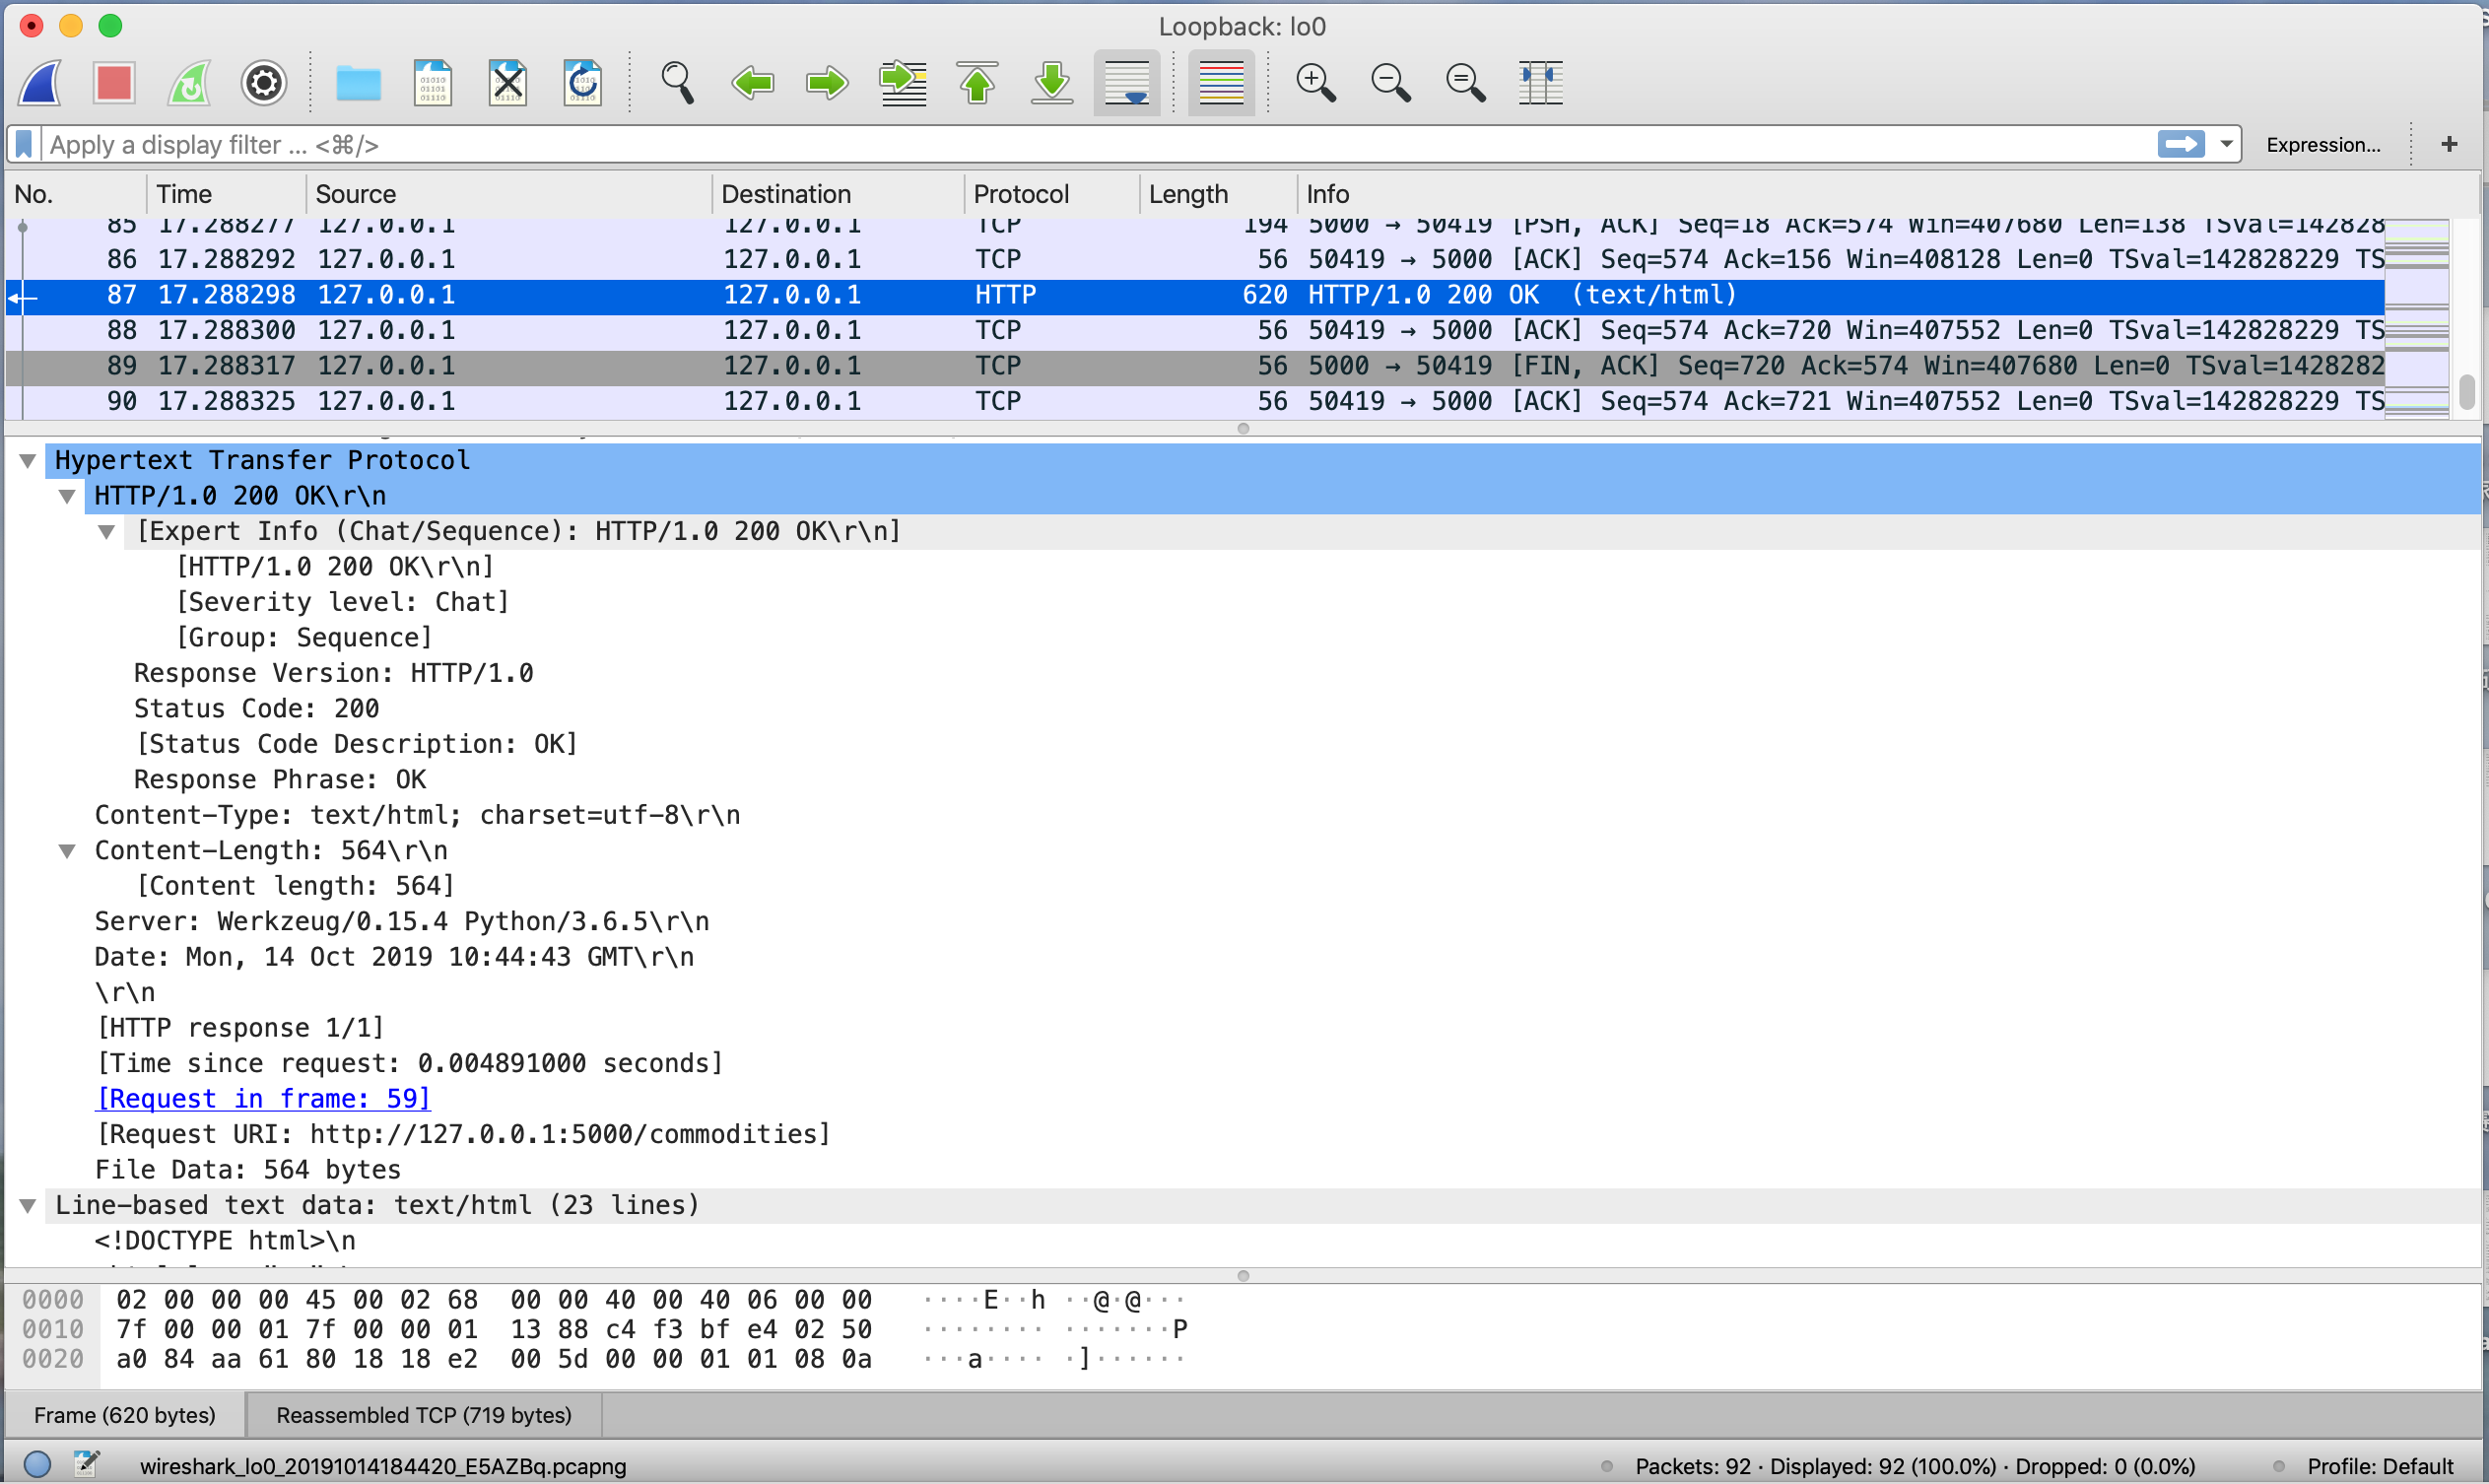 Loopback: lo0
Apply a display filter ... <⌘/>
Expression...
+
No. Time Source Destination Protocol Length Info
85 17.288277 127.0.0.1 127.0.0.1 TCP 194 5000 → 50419 [PSH, ACK] Seq=18 Ack=574 Win=407680 Len=138 TSval=142828
86 17.288292 127.0.0.1 127.0.0.1 TCP 56 50419 → 5000 [ACK] Seq=574 Ack=156 Win=408128 Len=0 TSval=142828229 TS
87 17.288298 127.0.0.1 127.0.0.1 HTTP 620 HTTP/1.0 200 OK (text/html)
88 17.288300 127.0.0.1 127.0.0.1 TCP 56 50419 → 5000 [ACK] Seq=574 Ack=720 Win=407552 Len=0 TSval=142828229 TS
89 17.288317 127.0.0.1 127.0.0.1 TCP 56 5000 → 50419 [FIN, ACK] Seq=720 Ack=574 Win=407680 Len=0 TSval=1428282
90 17.288325 127.0.0.1 127.0.0.1 TCP 56 50419 → 5000 [ACK] Seq=574 Ack=721 Win=407552 Len=0 TSval=142828229 TS
Hypertext Transfer Protocol
HTTP/1.0 200 OK\r\n
[Expert Info (Chat/Sequence): HTTP/1.0 200 OK\r\n]
[HTTP/1.0 200 OK\r\n]
[Severity level: Chat]
[Group: Sequence]
Response Version: HTTP/1.0
Status Code: 200
[Status Code Description: OK]
Response Phrase: OK
Content-Type: text/html; charset=utf-8\r\n
Content-Length: 564\r\n
[Content length: 564]
Server: Werkzeug/0.15.4 Python/3.6.5\r\n
Date: Mon, 14 Oct 2019 10:44:43 GMT\r\n
\r\n
[HTTP response 1/1]
[Time since request: 0.004891000 seconds]
[Request in frame: 59]
[Request URI: http://127.0.0.1:5000/commodities]
File Data: 564 bytes
Line-based text data: text/html (23 lines)
<!DOCTYPE html>\n
0000 02 00 00 00 45 00 02 68 00 00 40 00 40 06 00 00 ····E··h ··@·@···
0010 7f 00 00 01 7f 00 00 01 13 88 c4 f3 bf e4 02 50 ········ ·······P
0020 a0 84 aa 61 80 18 18 e2 00 5d 00 00 01 01 08 0a ···a···· ·]······
Frame (620 bytes) Reassembled TCP (719 bytes)
wireshark_lo0_20191014184420_E5AZBq.pcapng
Packets: 92 · Displayed: 92 (100.0%) · Dropped: 0 (0.0%)
Profile: Default